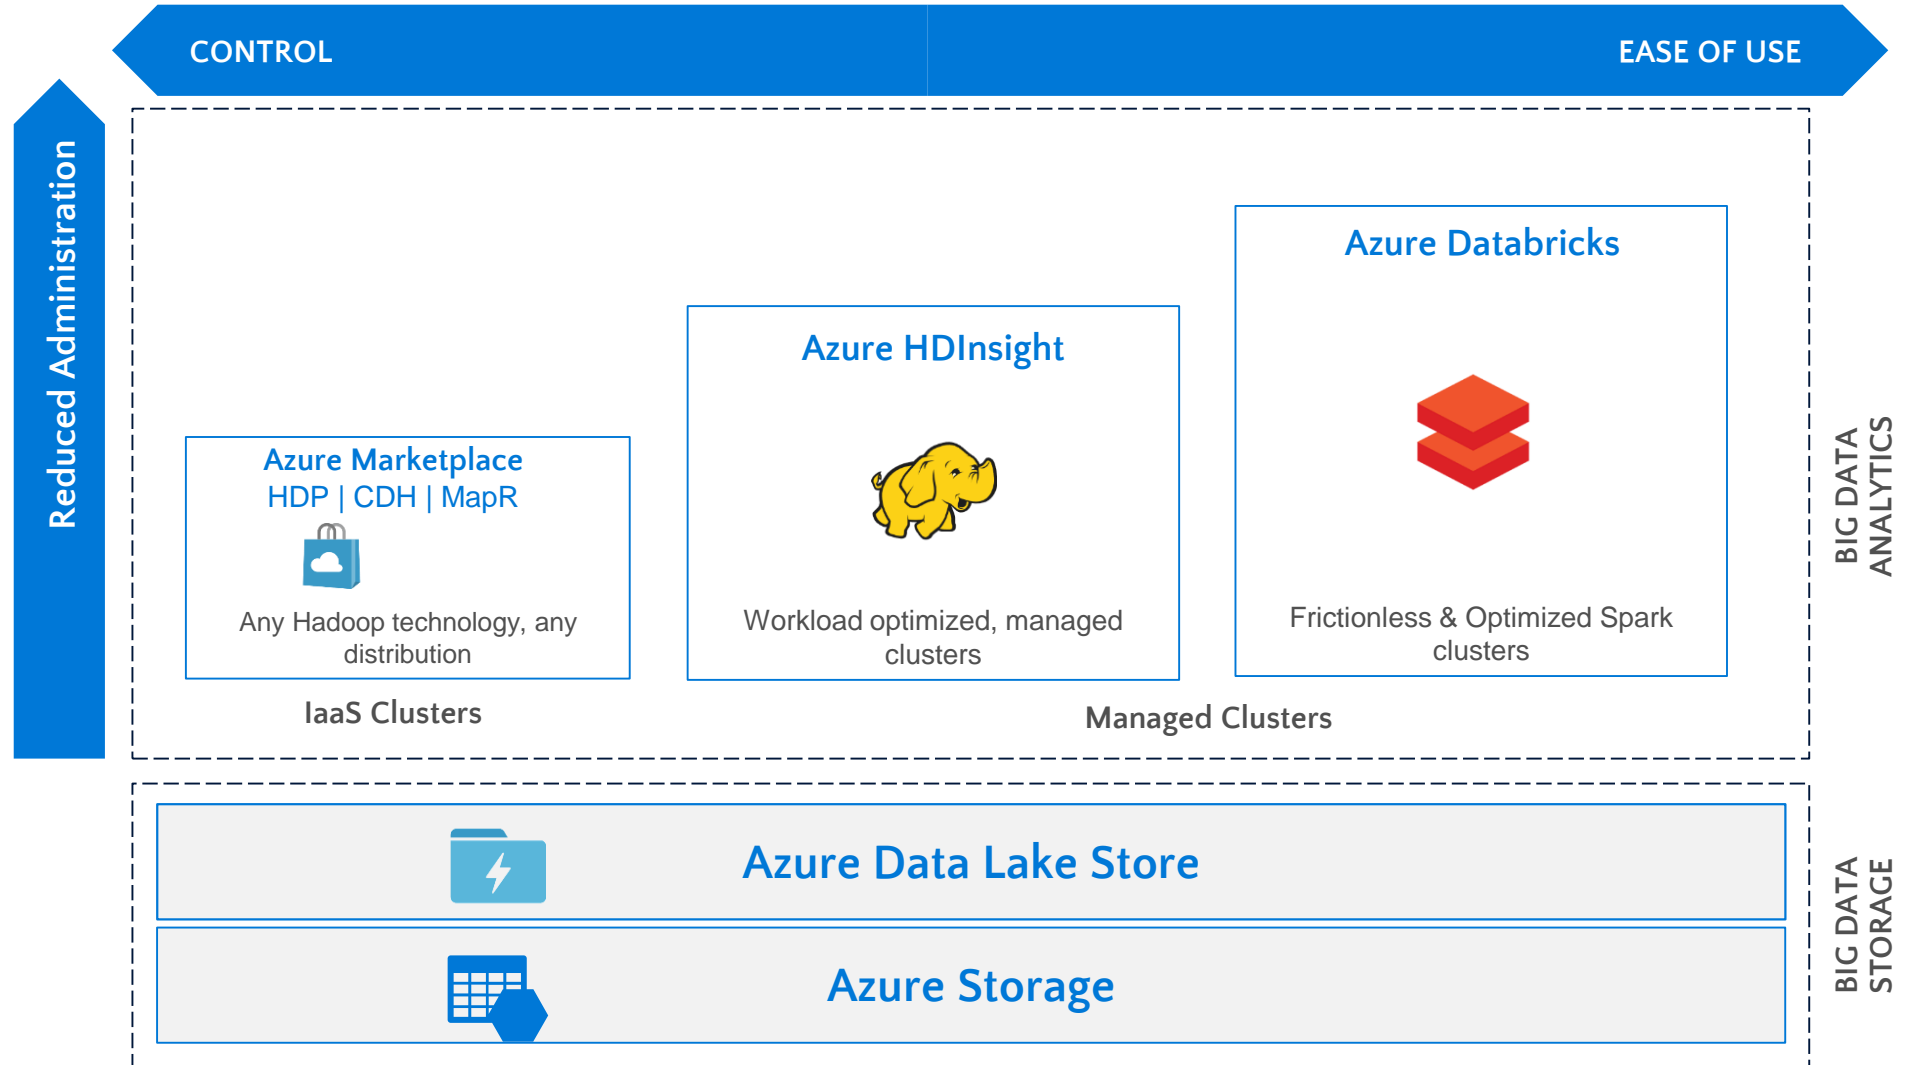 CONTROL
EASE OF USE
Reduced Administration
Azure Marketplace
HDP | CDH | MapR
Any Hadoop technology, any
distribution
IaaS Clusters
Azure HDInsight
Workload optimized, managed
clusters
Azure Databricks
Frictionless & Optimized Spark
clusters
Managed Clusters
BIG DATA
ANALYTICS
Azure Data Lake Store
Azure Storage
BIG DATA
STORAGE